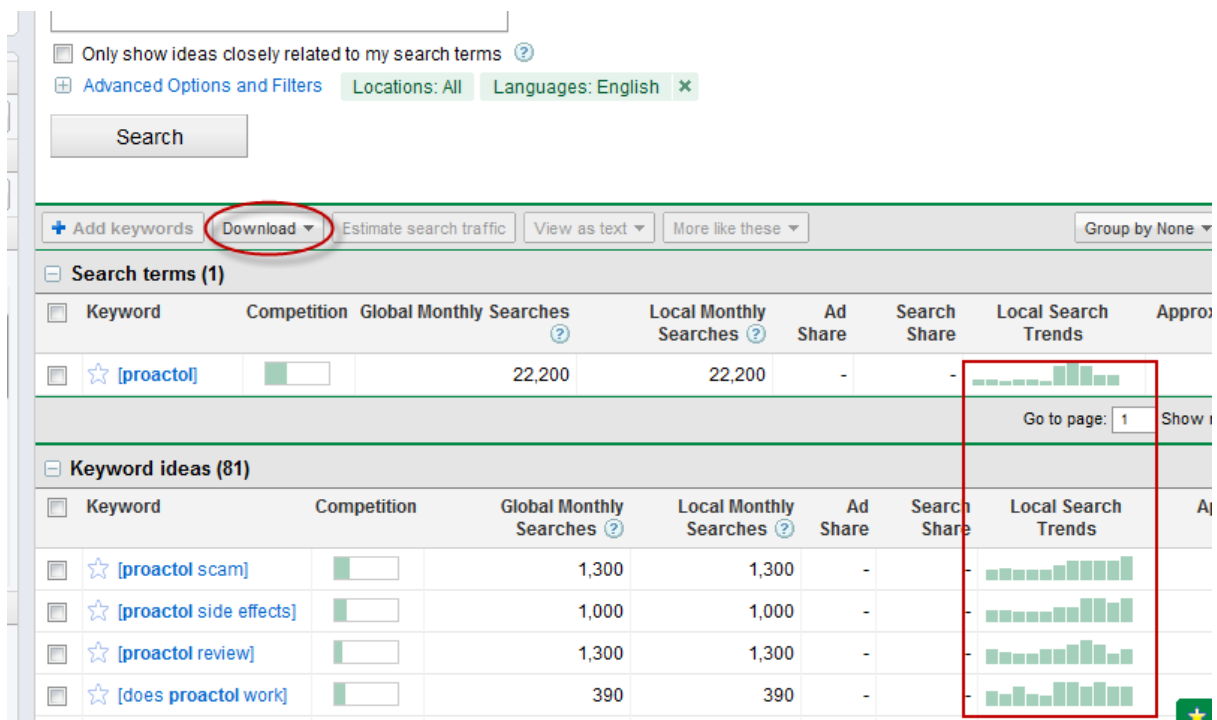 Only show ideas closely related to my search terms ?
Advanced Options and Filters Locations: All Languages: English ×
Search
Add keywords Download Estimate search traffic View as text More like these Group by None
Search terms (1)
Keyword Competition Global Monthly Searches ? Local Monthly Searches ? Ad Share Search Share Local Search Trends Approx
[proactol] 22,200 22,200 - -
Go to page: 1 Show
Keyword ideas (81)
Keyword Competition Global Monthly Searches ? Local Monthly Searches ? Ad Share Search Share Local Search Trends
[proactol scam] 1,300 1,300 - -
[proactol side effects] 1,000 1,000 - -
[proactol review] 1,300 1,300 - -
[does proactol work] 390 390 - -